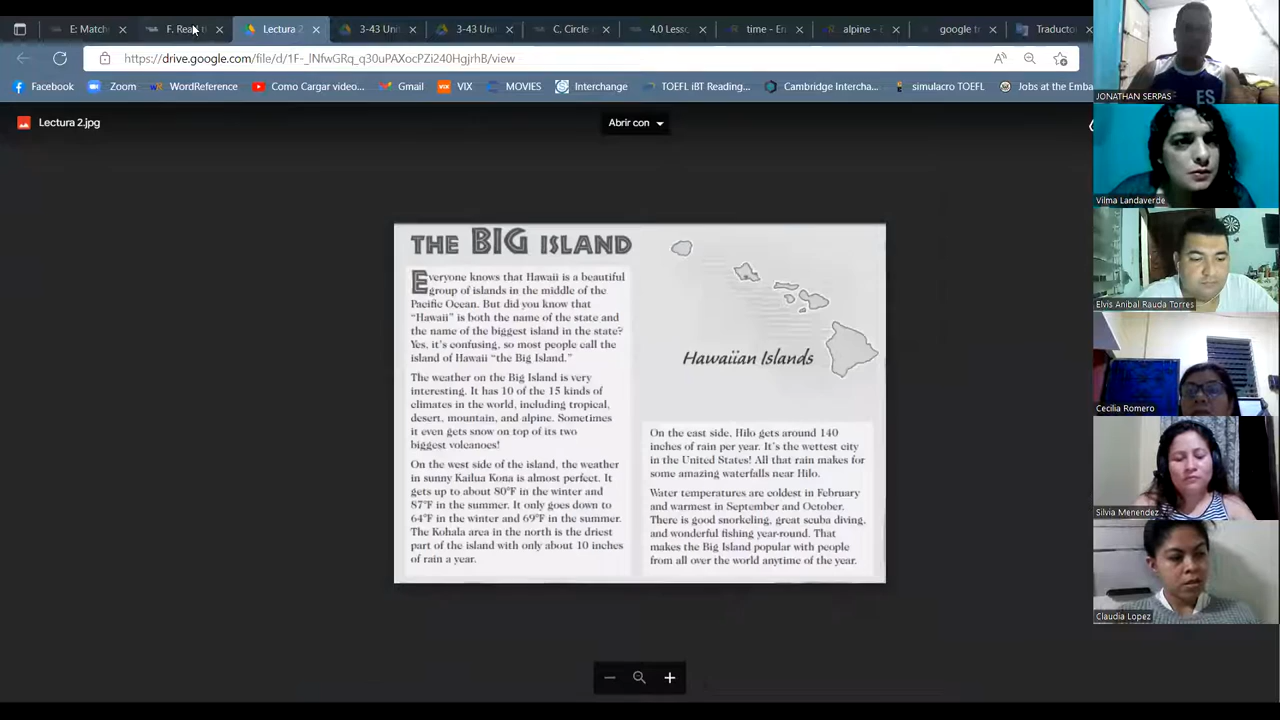 E: Match
F. Read
Lectura 2
3-43 Uni
3-43 Un
C, Circle
4.0 Less
time - En
alpine - E
google t
Traducto
https://drive.google.com/file/d/1F-_lNfwGRq_q30uPAXocPZi240HgjrhB/view
Facebook
Zoom
WordReference
Como Cargar video...
Gmail
VIX
MOVIES
Interchange
TOEFL iBT Reading...
Cambridge Intercha...
simulacro TOEFL
Jobs at the Emba
Lectura 2.jpg
Abrir con
THE BIG ISLAND
Everyone knows that Hawaii is a beautiful
group of islands in the middle of the
Pacific Ocean. But did you know that
“Hawaii” is both the name of the state and
the name of the biggest island in the state?
Yes, it’s confusing, so most people call the
island of Hawaii “the Big Island.”
The weather on the Big Island is very
interesting. It has 10 of the 15 kinds of
climates in the world, including tropical,
desert, mountain, and alpine. Sometimes
it even gets snow on top of its two
biggest volcanoes!
On the west side of the island, the weather
in sunny Kailua Kona is almost perfect. It
gets up to about 80°F in the winter and
87°F in the summer. It only goes down to
64°F in the winter and 69°F in the summer.
The Kohala area in the north is the driest
part of the island with only about 10 inches
of rain a year.
Hawaiian Islands
On the east side, Hilo gets around 140
inches of rain per year. It’s the wettest city
in the United States! All that rain makes for
some amazing waterfalls near Hilo.
Water temperatures are coldest in February
and warmest in September and October.
There is good snorkeling, great scuba diving,
and wonderful fishing year-round. That
makes the Big Island popular with people
from all over the world anytime of the year.
JONATHAN SERPAS
ES
Vilma Landaverde
Elvis Anibal Rauda Torres
Cecilia Romero
Silvia Menendez
Claudia Lopez